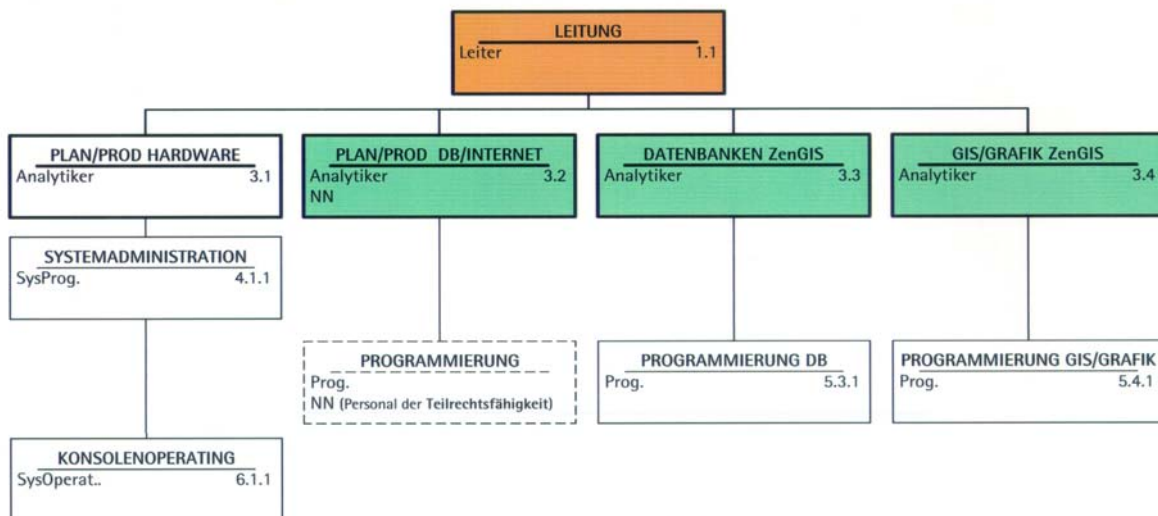 LEITUNG
Leiter 1.1
PLAN/PROD HARDWARE
Analytiker 3.1
PLAN/PROD DB/INTERNET
Analytiker 3.2
NN
DATENBANKEN ZenGIS
Analytiker 3.3
GIS/GRAFIK ZenGIS
Analytiker 3.4
SYSTEMADMINISTRATION
SysProg. 4.1.1
PROGRAMMIERUNG
Prog.
NN (Personal der Teilrechtsfähigkeit)
PROGRAMMIERUNG DB
Prog. 5.3.1
PROGRAMMIERUNG GIS/GRAFIK
Prog. 5.4.1
KONSOLENOPERATING
SysOperat.. 6.1.1